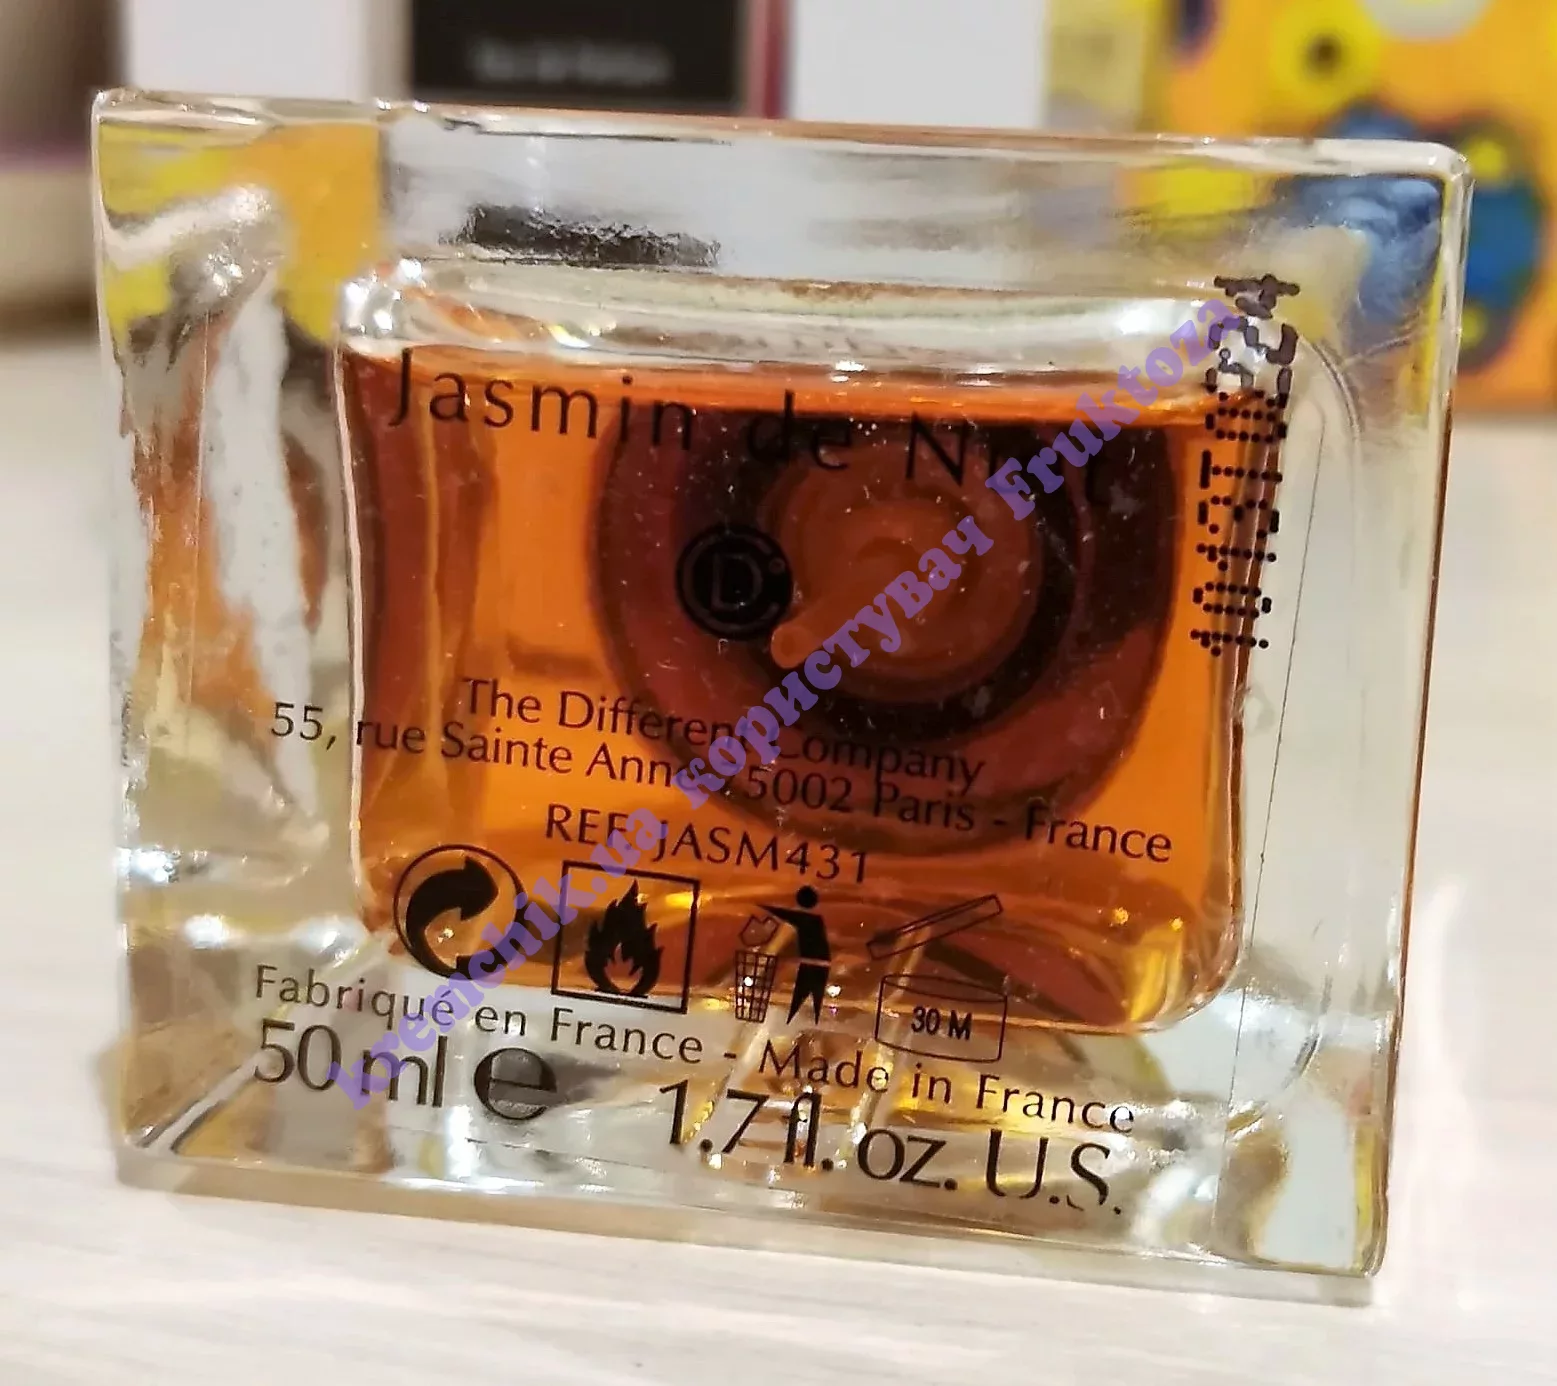 Jasmin de Nuit
D
The Different Company
55, rue Sainte Anne 75002 Paris - France
REF JASM431
30 M
Fabriqué en France - Made in France
50 ml e 1.7 fl. oz. U.S.
kremchik.ua користувач Fruktoza